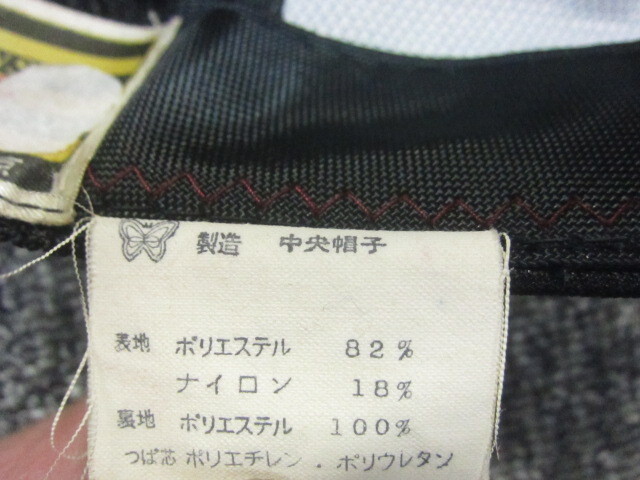 製造 中央帽子
表地 ポリエステル 82%
ナイロン 18%
裏地 ポリエステル 100%
つば芯 ポリエチレン・ポリウレタン